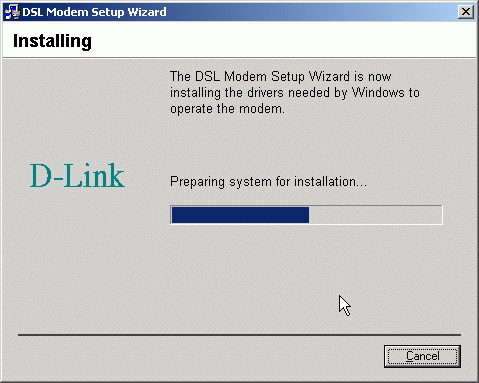 DSL Modem Setup Wizard
Installing
The DSL Modem Setup Wizard is now
installing the drivers needed by Windows to
operate the modem.
D-Link
Preparing system for installation...
Cancel